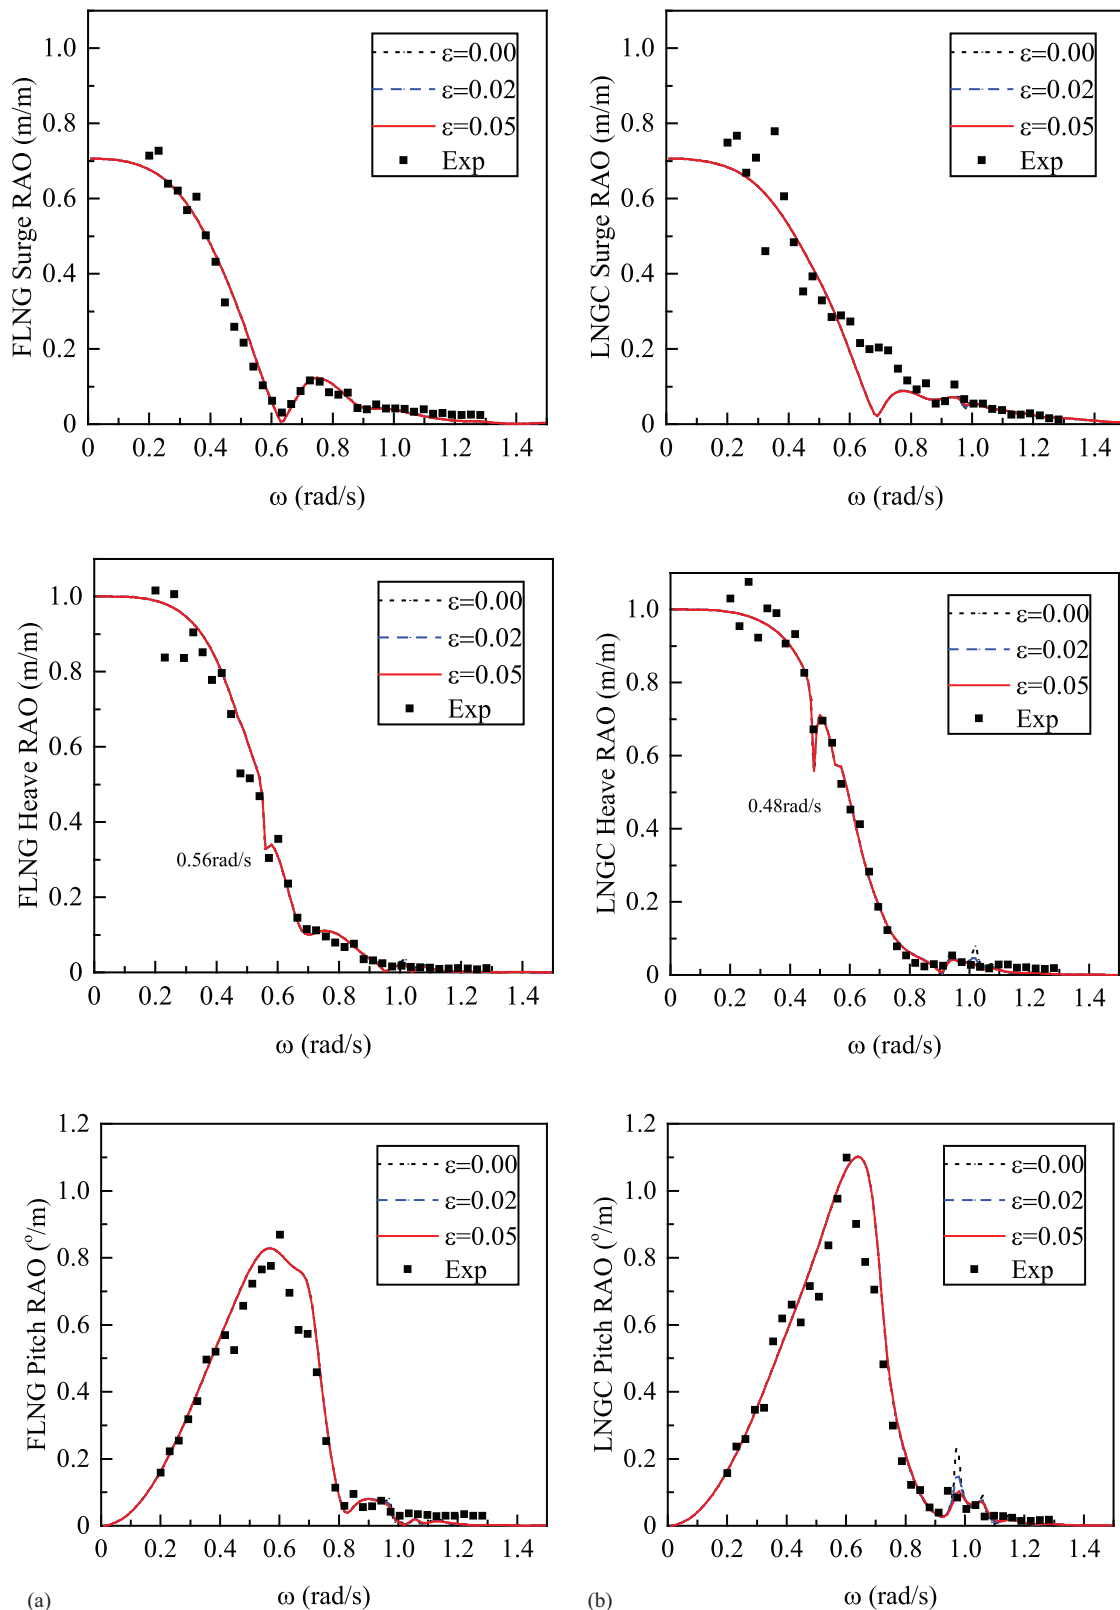 FLNG Surge RAO (m/m)
1.0
0.8
0.6
0.4
0.2
0
ε=0.00
ε=0.02
ε=0.05
Exp
0 0.2 0.4 0.6 0.8 1.0 1.2 1.4
ω (rad/s)
LNGC Surge RAO (m/m)
1.0
0.8
0.6
0.4
0.2
0
ε=0.00
ε=0.02
ε=0.05
Exp
0 0.2 0.4 0.6 0.8 1.0 1.2 1.4
ω (rad/s)
FLNG Heave RAO (m/m)
1.0
0.8
0.6
0.4
0.2
0
ε=0.00
ε=0.02
ε=0.05
Exp
0.56rad/s
0 0.2 0.4 0.6 0.8 1.0 1.2 1.4
ω (rad/s)
LNGC Heave RAO (m/m)
1.0
0.8
0.6
0.4
0.2
0
ε=0.00
ε=0.02
ε=0.05
Exp
0.48rad/s
0 0.2 0.4 0.6 0.8 1.0 1.2 1.4
ω (rad/s)
FLNG Pitch RAO (°/m)
1.2
1.0
0.8
0.6
0.4
0.2
0
ε=0.00
ε=0.02
ε=0.05
Exp
0 0.2 0.4 0.6 0.8 1.0 1.2 1.4
ω (rad/s)
(a)
LNGC Pitch RAO (°/m)
1.2
1.0
0.8
0.6
0.4
0.2
0
ε=0.00
ε=0.02
ε=0.05
Exp
0 0.2 0.4 0.6 0.8 1.0 1.2 1.4
ω (rad/s)
(b)